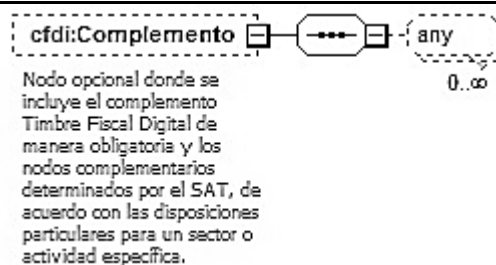 cfdi:Complemento
any
0..∞
Nodo opcional donde se
incluye el complemento
Timbre Fiscal Digital de
manera obligatoria y los
nodos complementarios
determinados por el SAT, de
acuerdo con las disposiciones
particulares para un sector o
actividad específica.